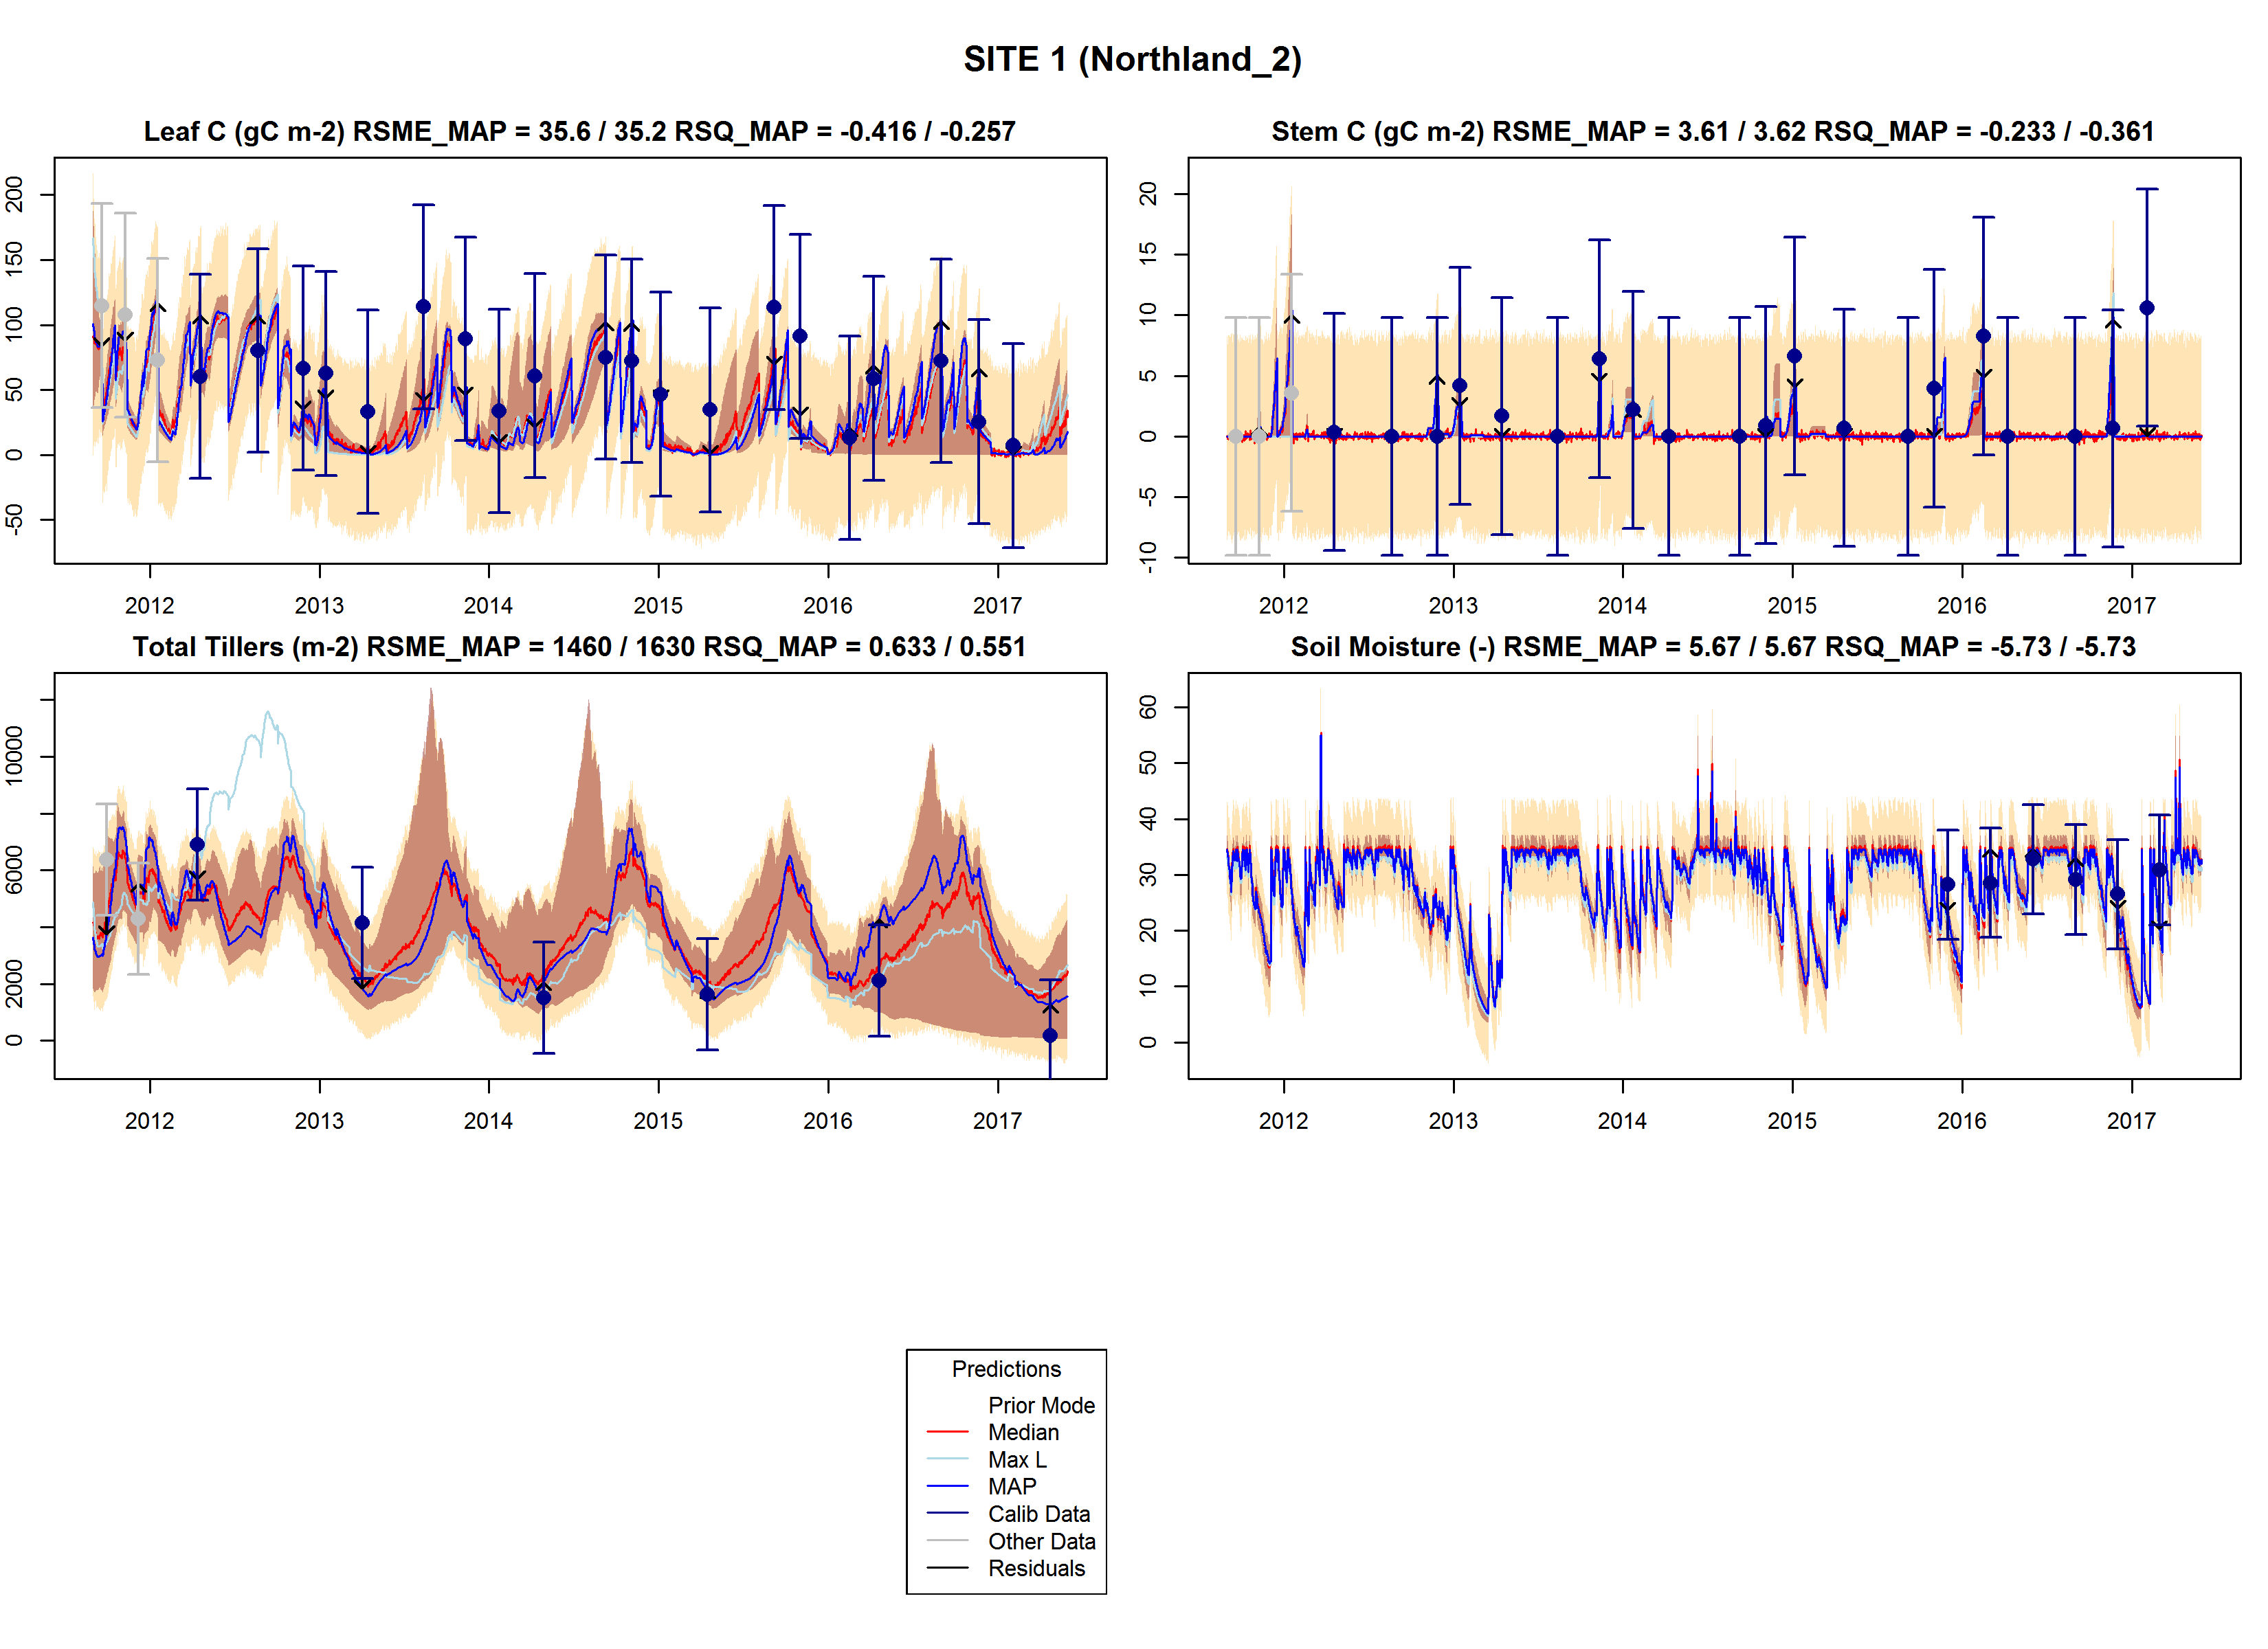 SITE 1 (Northland_2)
Leaf C (gC m-2) RSME_MAP = 35.6 / 35.2 RSQ_MAP = -0.416 / -0.257
200
150
100
50
0
-50
2012 2013 2014 2015 2016 2017
Stem C (gC m-2) RSME_MAP = 3.61 / 3.62 RSQ_MAP = -0.233 / -0.361
20
15
10
5
0
-5
-10
2012 2013 2014 2015 2016 2017
Total Tillers (m-2) RSME_MAP = 1460 / 1630 RSQ_MAP = 0.633 / 0.551
10000
6000
2000
0
2012 2013 2014 2015 2016 2017
Soil Moisture (-) RSME_MAP = 5.67 / 5.67 RSQ_MAP = -5.73 / -5.73
60
50
40
30
20
10
0
2012 2013 2014 2015 2016 2017
Predictions
Prior Mode
Median
Max L
MAP
Calib Data
Other Data
Residuals